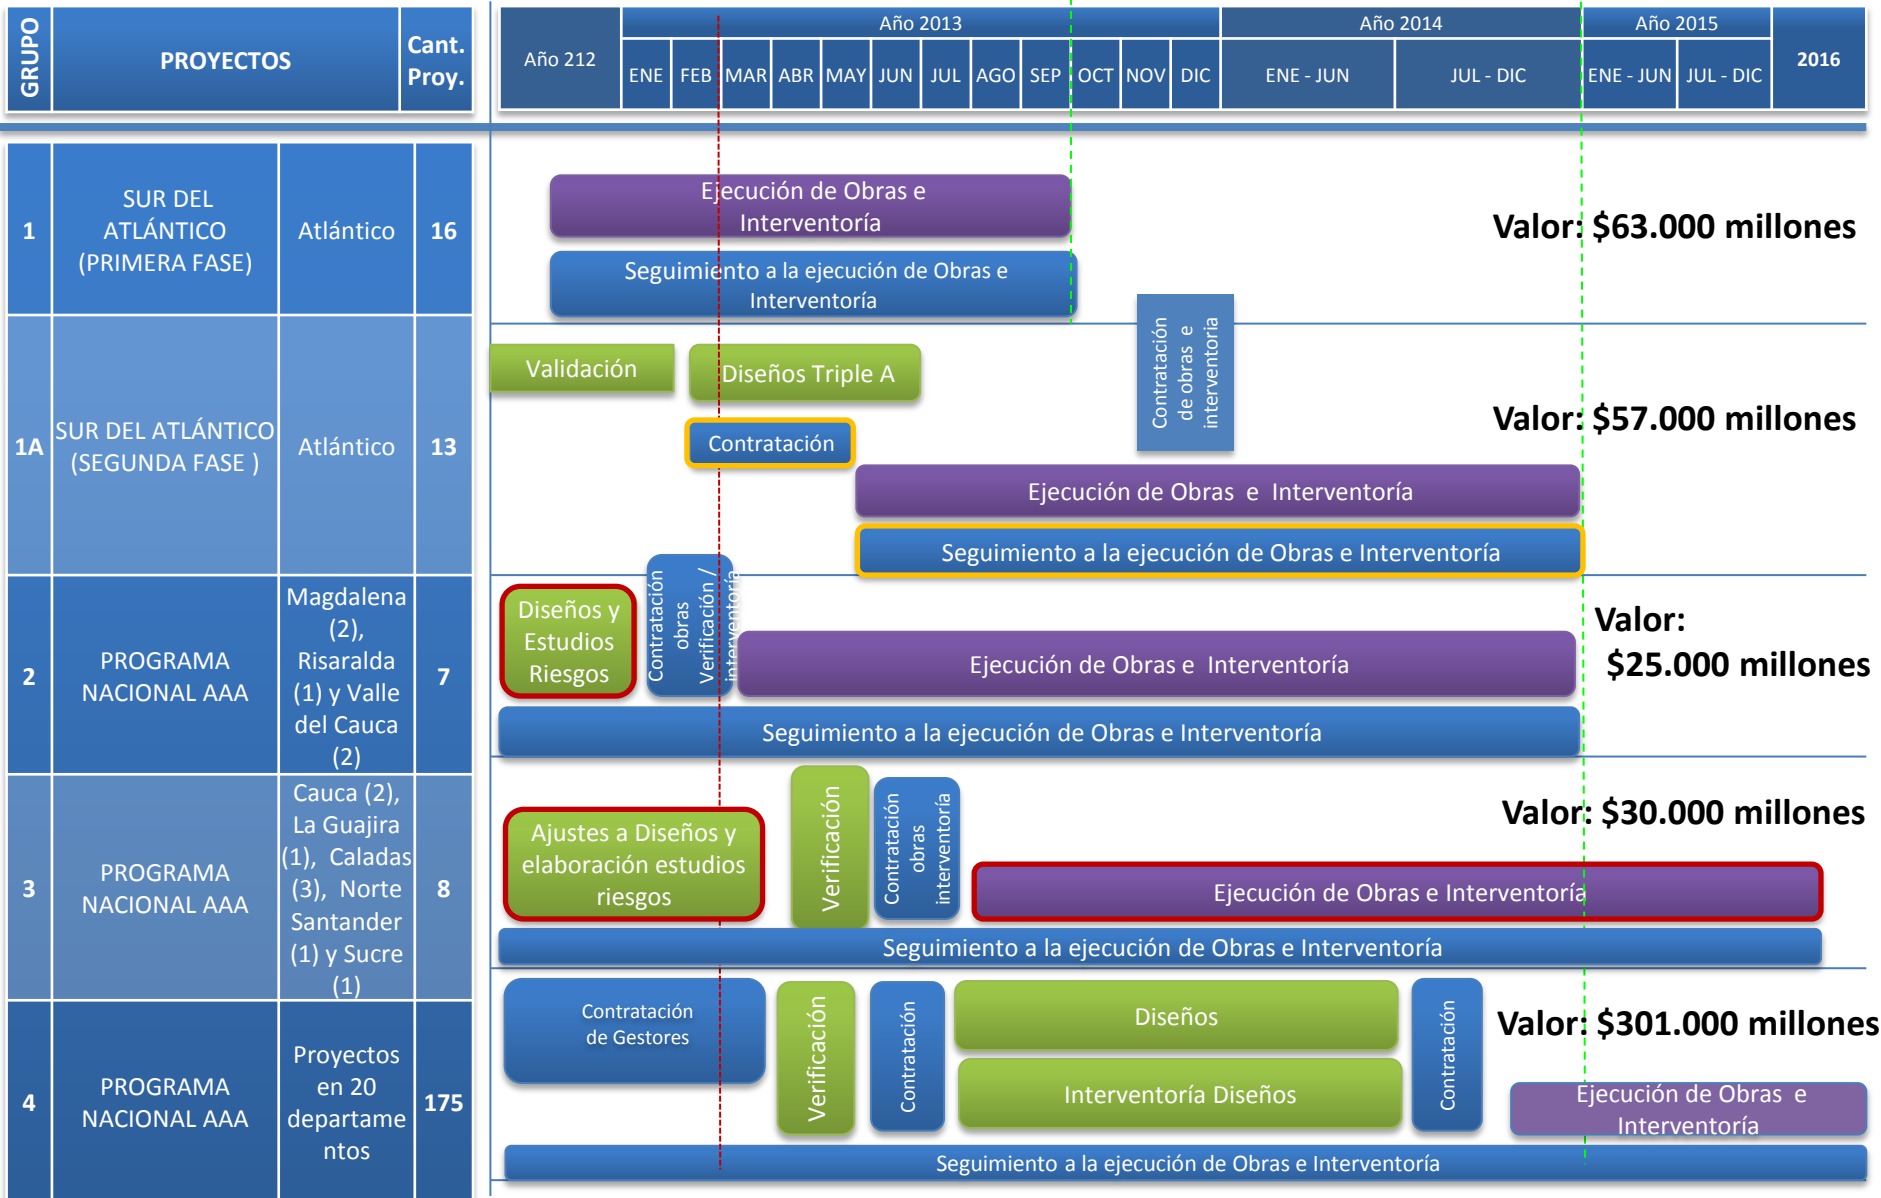 GRUPO
PROYECTOS
Cant.
Proy.
Año 212
Año 2013
Año 2014
Año 2015
2016
ENE
FEB
MAR
ABR
MAY
JUN
JUL
AGO
SEP
OCT
NOV
DIC
ENE - JUN
JUL - DIC
ENE - JUN
JUL - DIC
1
SUR DEL
ATLÁNTICO
(PRIMERA FASE)
Atlántico
16
Ejecución de Obras e
Interventoría
Seguimiento a la ejecución de Obras e
Interventoría
Valor: $63.000 millones
1A
SUR DEL ATLÁNTICO
(SEGUNDA FASE )
Atlántico
13
Validación
Diseños Triple A
Contratación
Contratación
de obras e
interventoria
Ejecución de Obras e Interventoría
Seguimiento a la ejecución de Obras e Interventoría
Valor: $57.000 millones
2
PROGRAMA
NACIONAL AAA
Magdalena
(2),
Risaralda
(1) y Valle
del Cauca
(2)
7
Diseños y
Estudios
Riesgos
Contratación
obras
Verificación /
interventoría
Ejecución de Obras e Interventoría
Seguimiento a la ejecución de Obras e Interventoría
Valor:
$25.000 millones
3
PROGRAMA
NACIONAL AAA
Cauca (2),
La Guajira
(1), Caladas
(3), Norte
Santander
(1) y Sucre
(1)
8
Ajustes a Diseños y
elaboración estudios
riesgos
Verificación
Contratación
obras
interventoría
Ejecución de Obras e Interventoría
Seguimiento a la ejecución de Obras e Interventoría
Valor: $30.000 millones
4
PROGRAMA
NACIONAL AAA
Proyectos
en 20
departame
ntos
175
Contratación
de Gestores
Verificación
Contratación
Diseños
Interventoría Diseños
Contratación
Ejecución de Obras e
Interventoría
Seguimiento a la ejecución de Obras e Interventoría
Valor: $301.000 millones